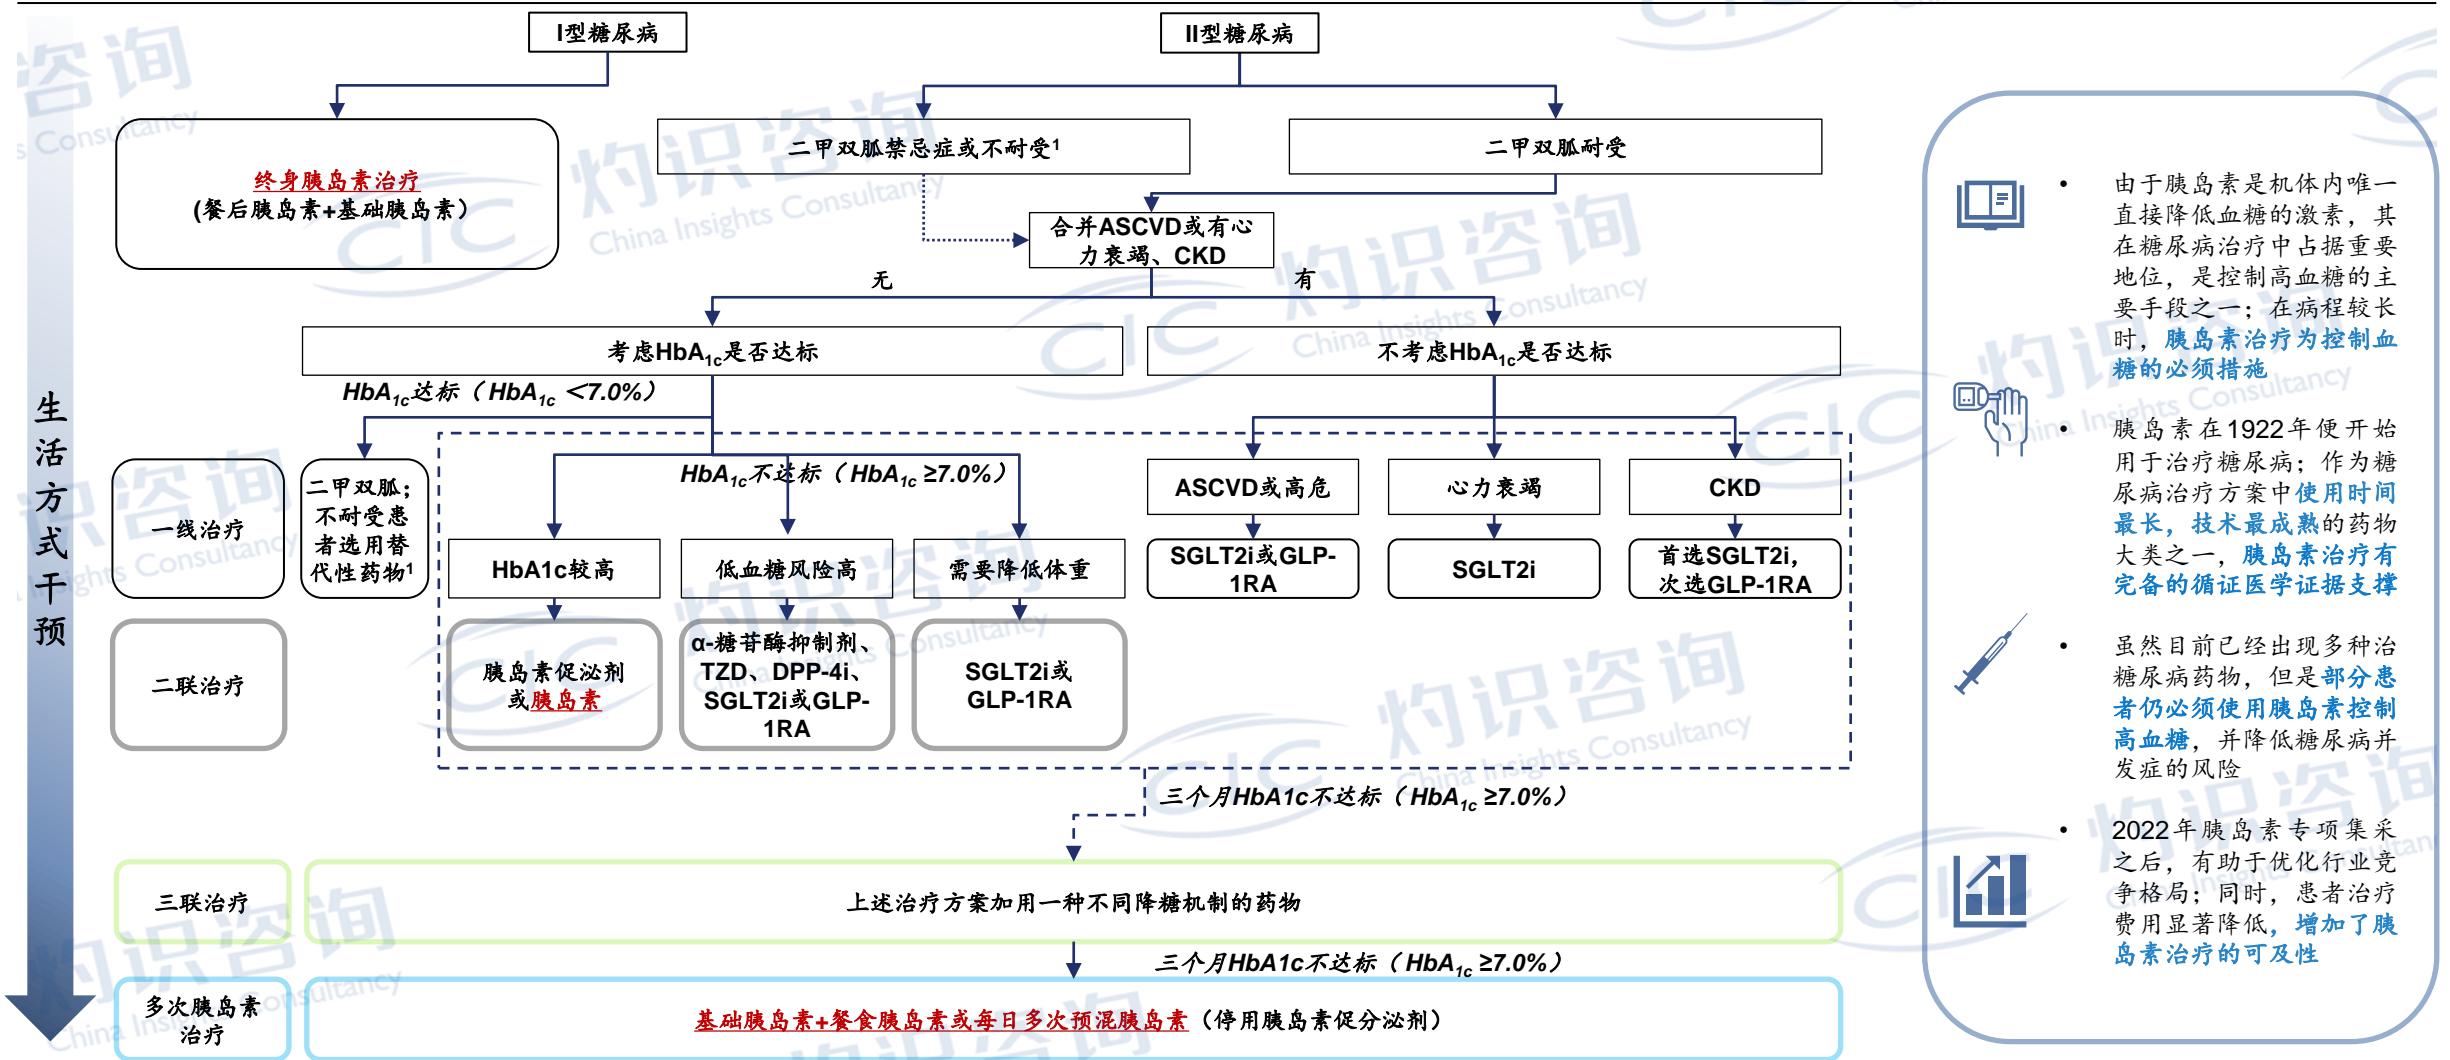 I型糖尿病
II型糖尿病
终身胰岛素治疗
(餐后胰岛素+基础胰岛素）
二甲双胍禁忌症或不耐受1
二甲双胍耐受
合并ASCVD或有心
力衰竭、CKD
无
有
考虑HbA1c是否达标
不考虑HbA1c是否达标
HbA1c达标（ HbA1c ＜7.0%）
HbA1c不达标（ HbA1c ≥7.0%）
生活方式干预
一线治疗
二甲双胍；
不耐受患
者选用替
代性药物1
HbA1c较高
低血糖风险高
需要降低体重
ASCVD或高危
心力衰竭
CKD
SGLT2i或GLP-
1RA
SGLT2i
首选SGLT2i，
次选GLP-1RA
二联治疗
胰岛素促泌剂
或胰岛素
α-糖苷酶抑制剂、
TZD、DPP-4i、
SGLT2i或GLP-
1RA
SGLT2i或
GLP-1RA
三个月HbA1c不达标（ HbA1c ≥7.0%）
三联治疗
上述治疗方案加用一种不同降糖机制的药物
三个月HbA1c不达标（ HbA1c ≥7.0%）
多次胰岛素
治疗
基础胰岛素+餐食胰岛素或每日多次预混胰岛素（停用胰岛素促分泌剂）
• 由于胰岛素是机体内唯一
直接降低血糖的激素，其
在糖尿病治疗中占据重要
地位，是控制高血糖的主
要手段之一；在病程较长
时，胰岛素治疗为控制血
糖的必须措施
• 胰岛素在1922年便开始
用于治疗糖尿病；作为糖
尿病治疗方案中使用时间
最长，技术最成熟的药物
大类之一，胰岛素治疗有
完备的循证医学证据支撑
• 虽然目前已经出现多种治
糖尿病药物，但是部分患
者仍必须使用胰岛素控制
高血糖，并降低糖尿病并
发症的风险
• 2022年胰岛素专项集采
之后，有助于优化行业竞
争格局；同时，患者治疗
费用显著降低，增加了胰
岛素治疗的可及性
CIC 灼识咨询
China Insights Consultancy